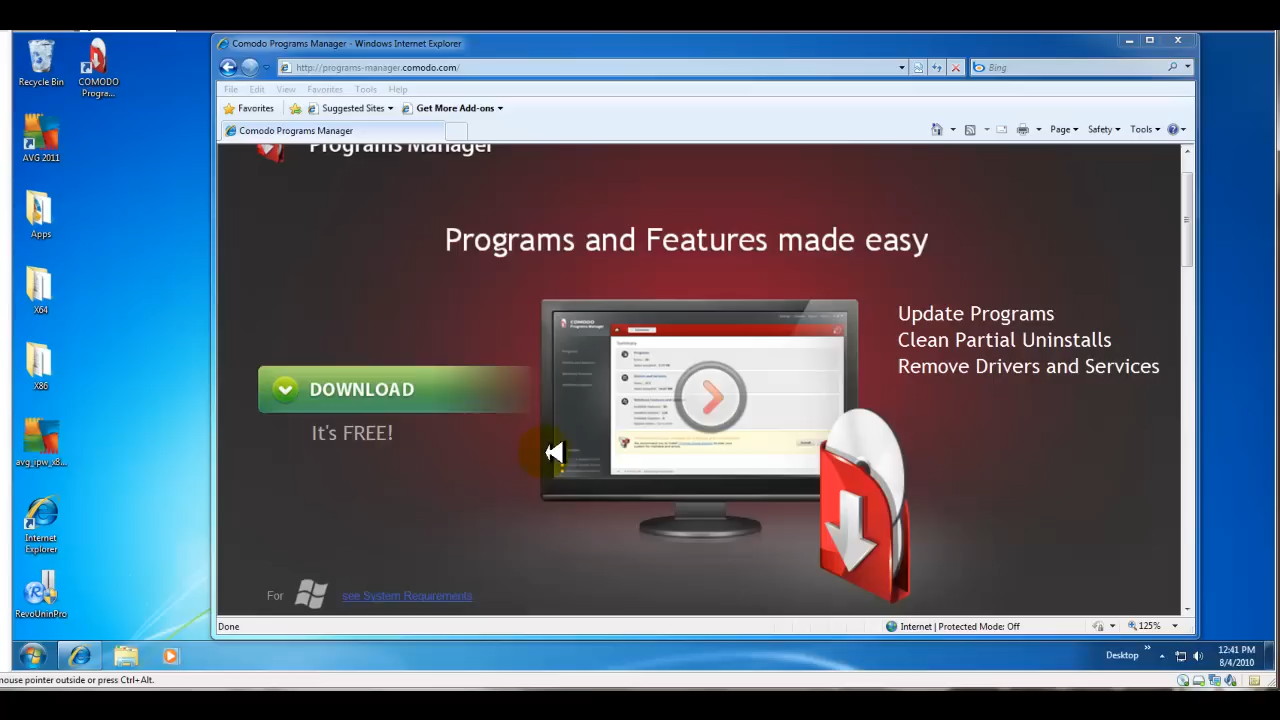 Recycle Bin
COMODO
Progra...
AVG 2011
Apps
X64
X86
avg_ipw_x8...
Internet
Explorer
RevoUninPro
Comodo Programs Manager - Windows Internet Explorer
http://programs-manager.comodo.com/
Bing
File Edit View Favorites Tools Help
Favorites Suggested Sites Get More Add-ons
Comodo Programs Manager
Page Safety Tools
Programs Manager
Programs and Features made easy
DOWNLOAD
It's FREE!
COMODO
Programs Manager
Update Programs
Clean Partial Uninstalls
Remove Drivers and Services
For see System Requirements
Done
Internet | Protected Mode: Off
125%
Desktop
12:41 PM
8/4/2010
mouse pointer outside or press Ctrl+Alt.